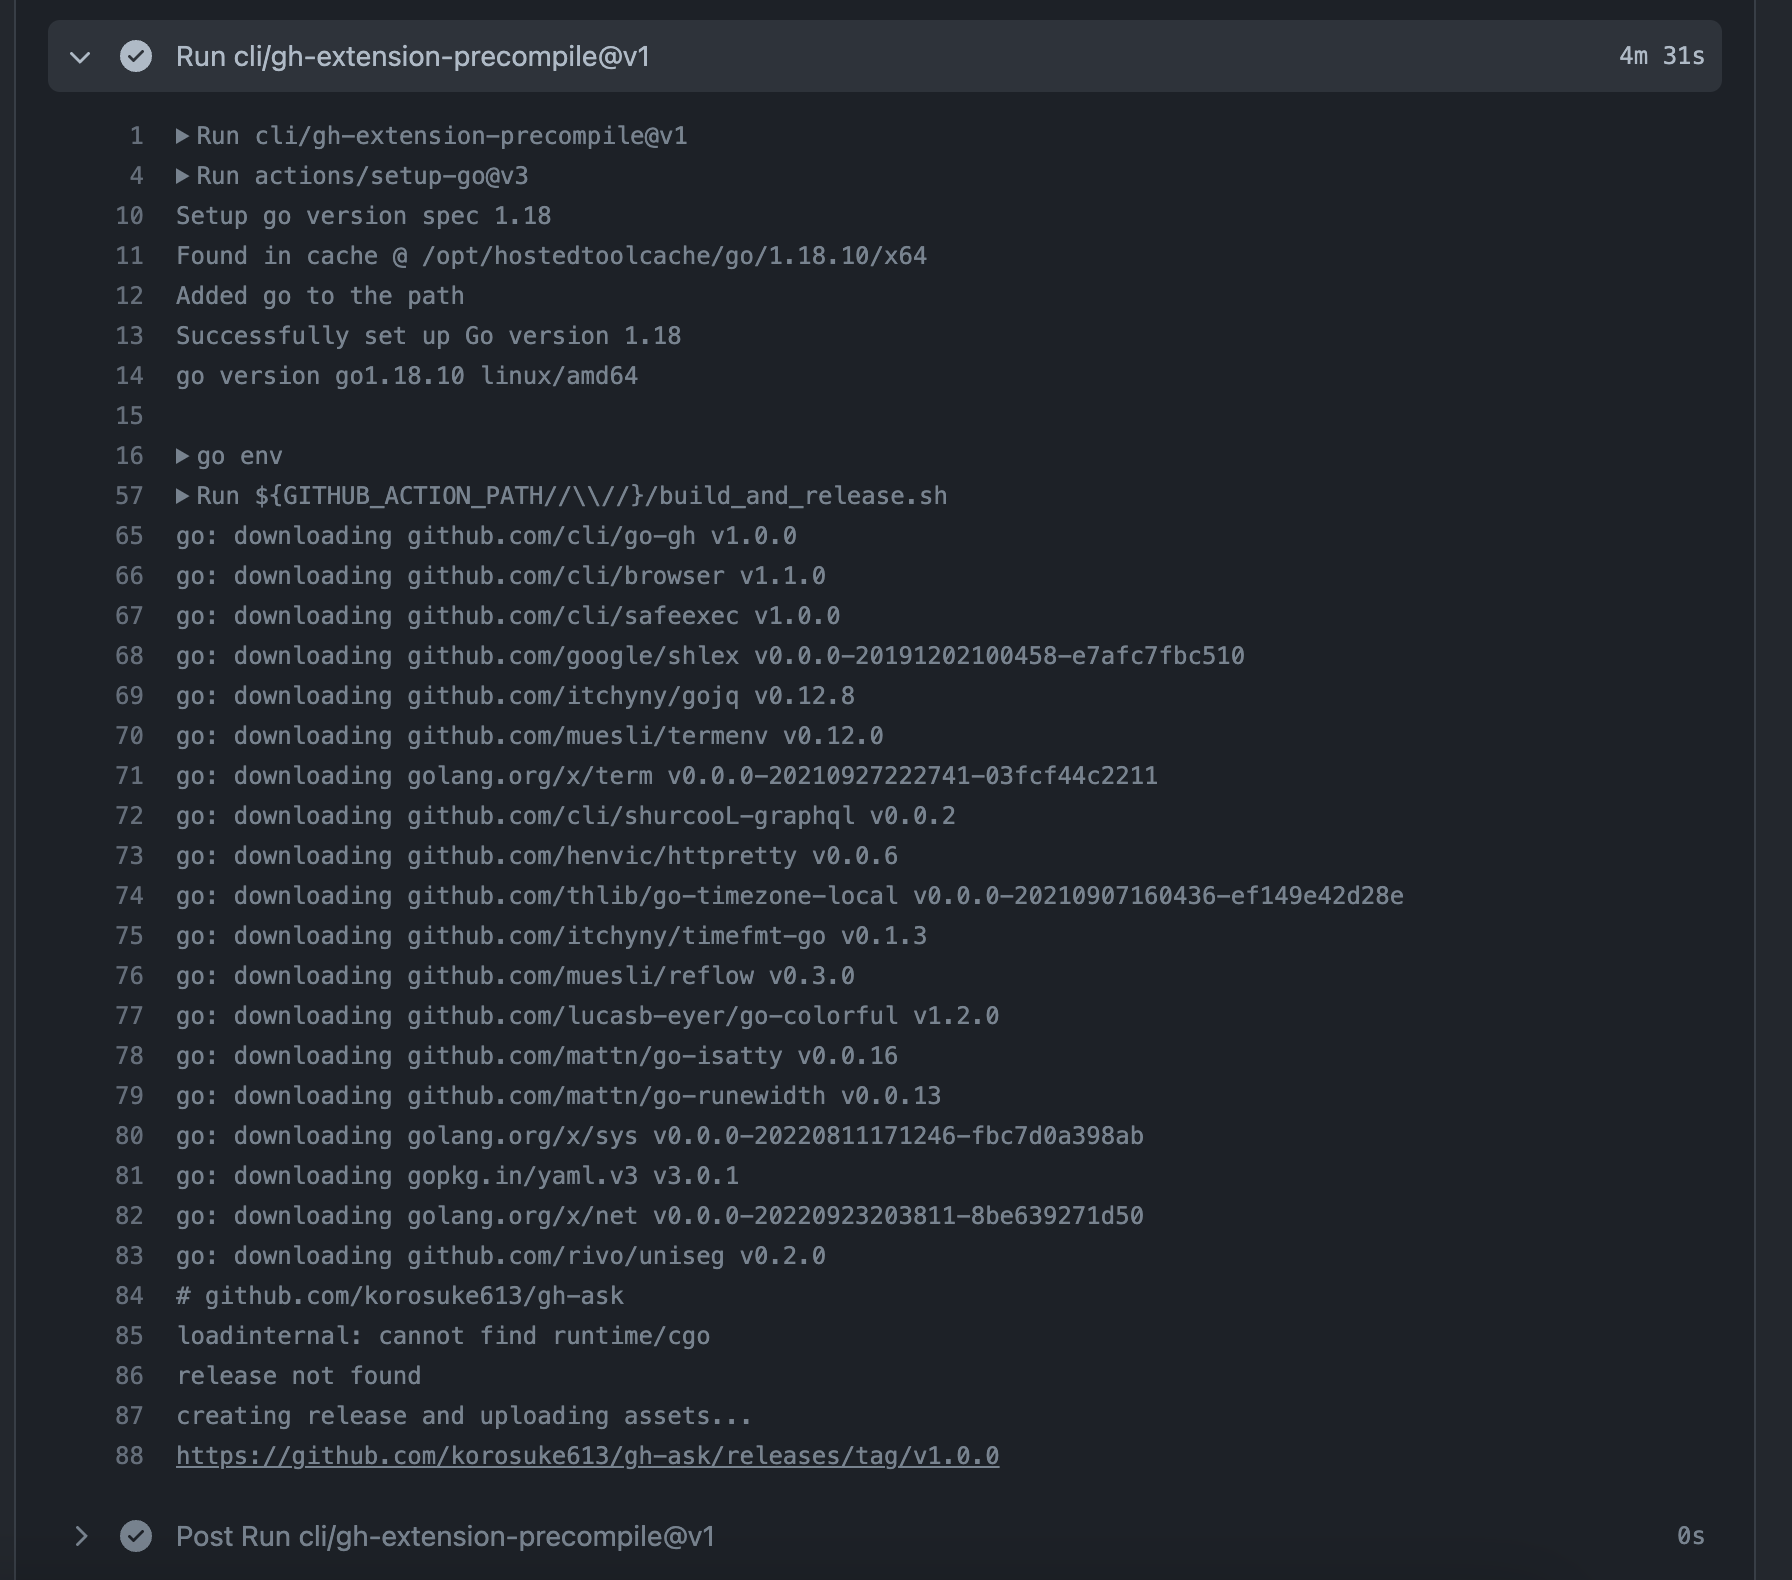 Run cli/gh-extension-precompile@v1 4m 31s
1 ▶Run cli/gh-extension-precompile@v1
4 ▶Run actions/setup-go@v3
10 Setup go version spec 1.18
11 Found in cache @ /opt/hostedtoolcache/go/1.18.10/x64
12 Added go to the path
13 Successfully set up Go version 1.18
14 go version go1.18.10 linux/amd64
15
16 ▶go env
57 ▶Run ${GITHUB_ACTION_PATH//\\//}/build_and_release.sh
65 go: downloading github.com/cli/go-gh v1.0.0
66 go: downloading github.com/cli/browser v1.1.0
67 go: downloading github.com/cli/safeexec v1.0.0
68 go: downloading github.com/google/shlex v0.0.0-20191202100458-e7afc7fbc510
69 go: downloading github.com/itchyny/gojq v0.12.8
70 go: downloading github.com/muesli/termenv v0.12.0
71 go: downloading golang.org/x/term v0.0.0-20210927222741-03fcf44c2211
72 go: downloading github.com/cli/shurcooL-graphql v0.0.2
73 go: downloading github.com/henvic/httpretty v0.0.6
74 go: downloading github.com/thlib/go-timezone-local v0.0.0-20210907160436-ef149e42d28e
75 go: downloading github.com/itchyny/timefmt-go v0.1.3
76 go: downloading github.com/muesli/reflow v0.3.0
77 go: downloading github.com/lucasb-eyer/go-colorful v1.2.0
78 go: downloading github.com/mattn/go-isatty v0.0.16
79 go: downloading github.com/mattn/go-runewidth v0.0.13
80 go: downloading golang.org/x/sys v0.0.0-20220811171246-fbc7d0a398ab
81 go: downloading gopkg.in/yaml.v3 v3.0.1
82 go: downloading golang.org/x/net v0.0.0-20220923203811-8be639271d50
83 go: downloading github.com/rivo/uniseg v0.2.0
84 # github.com/korosuke613/gh-ask
85 loadinternal: cannot find runtime/cgo
86 release not found
87 creating release and uploading assets...
88 https://github.com/korosuke613/gh-ask/releases/tag/v1.0.0
Post Run cli/gh-extension-precompile@v1 0s